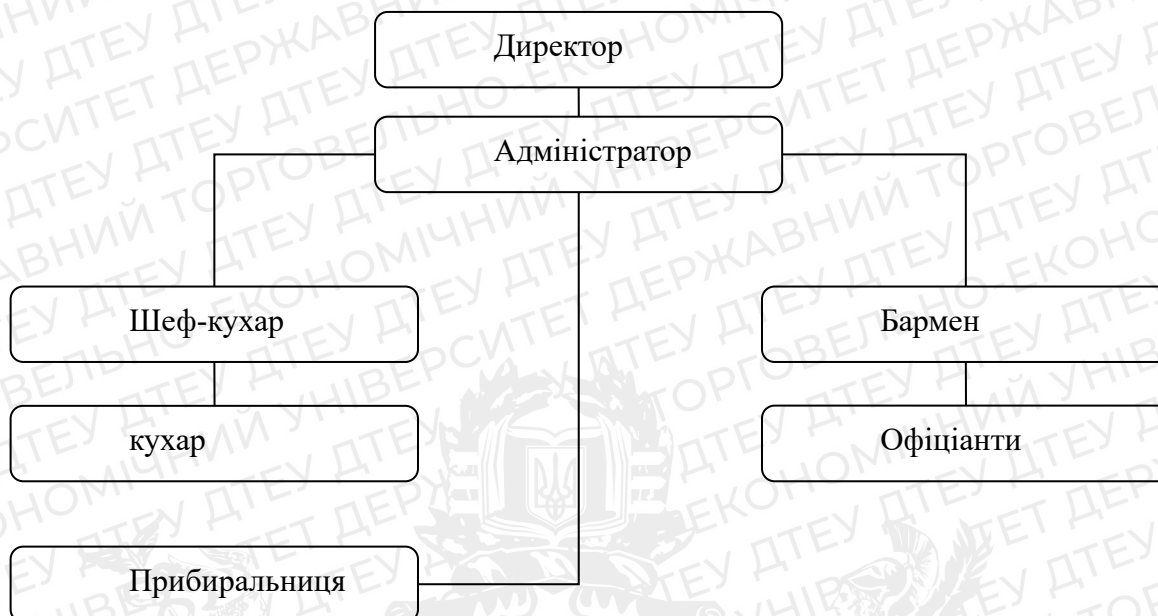 Директор
Адміністратор
Шеф-кухар
Бармен
кухар
Офіціанти
Прибиральниця